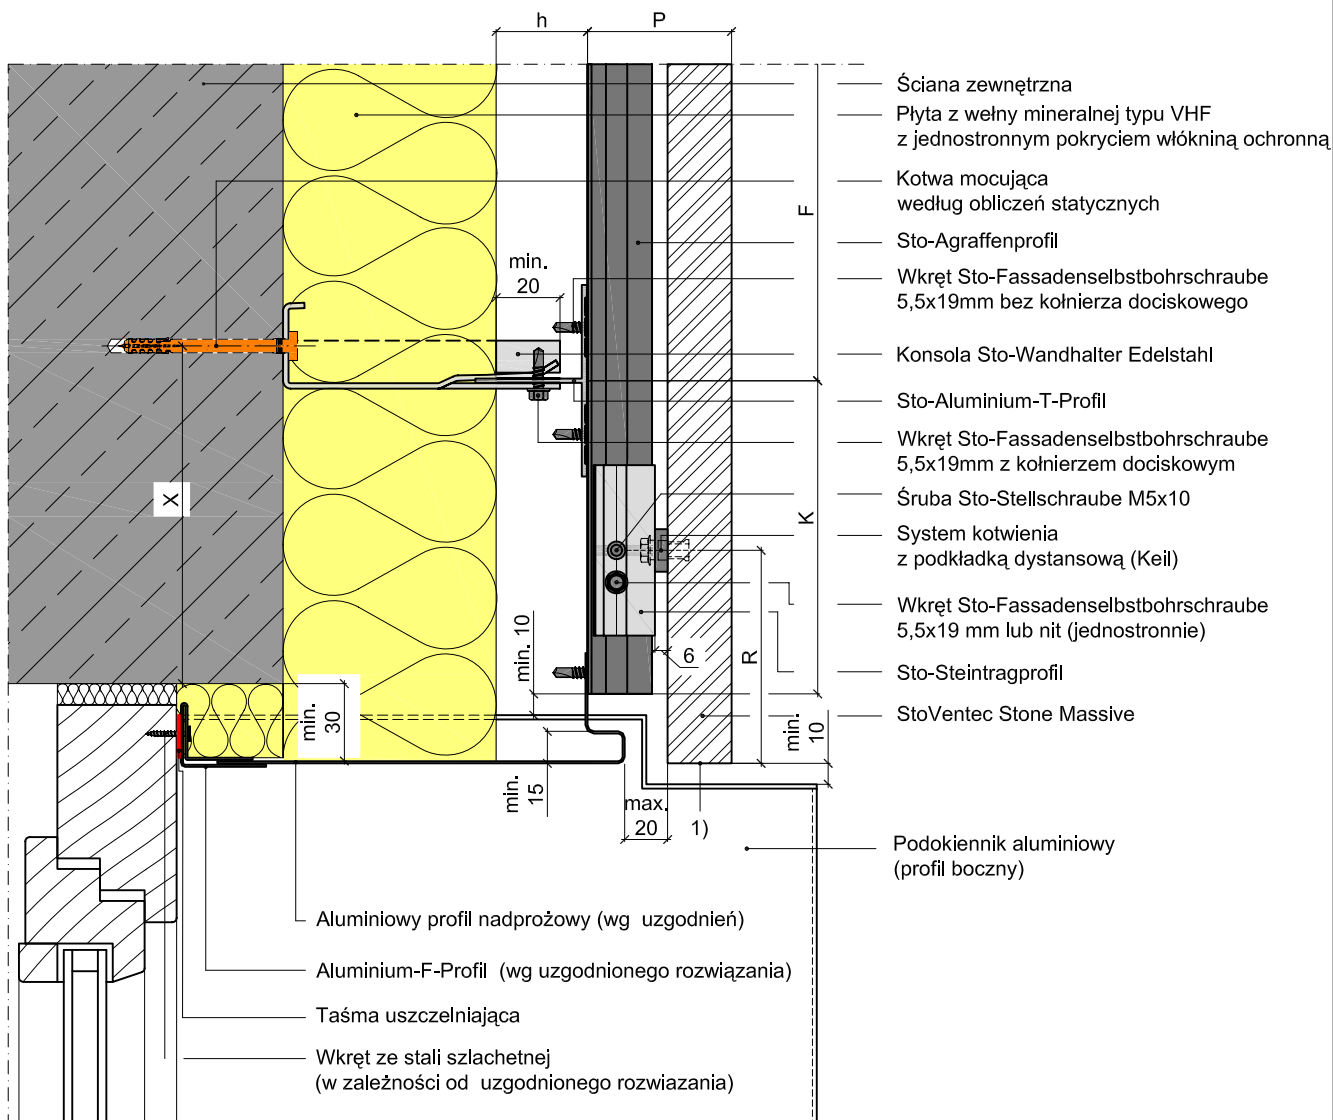 h
P
Ściana zewnętrzna
Płyta z wełny mineralnej typu VHF
z jednostronnym pokryciem włókniną ochronną
Kotwa mocująca
według obliczeń statycznych
F
Sto-Agraffenprofil
min.
20
Wkręt Sto-Fassadenselbstbohrschraube
5,5x19mm bez kołnierza dociskowego
Konsola Sto-Wandhalter Edelstahl
Sto-Aluminium-T-Profil
Wkręt Sto-Fassadenselbstbohrschraube
5,5x19mm z kołnierzem dociskowym
X
K
Śruba Sto-Stellschraube M5x10
System kotwienia
z podkładką dystansową (Keil)
Wkręt Sto-Fassadenselbstbohrschraube
5,5x19 mm lub nit (jednostronnie)
min. 10
6
R
Sto-Steintragprofil
StoVentec Stone Massive
min.
30
min.
10
min.
15
max.
20
1)
Podokiennik aluminiowy
(profil boczny)
Aluminiowy profil nadprożowy (wg  uzgodnień)
Aluminium-F-Profil  (wg uzgodnionego rozwiązania)
Taśma uszczelniająca
Wkręt ze stali szlachetnej
(w zależności od  uzgodnionego rozwiazania)